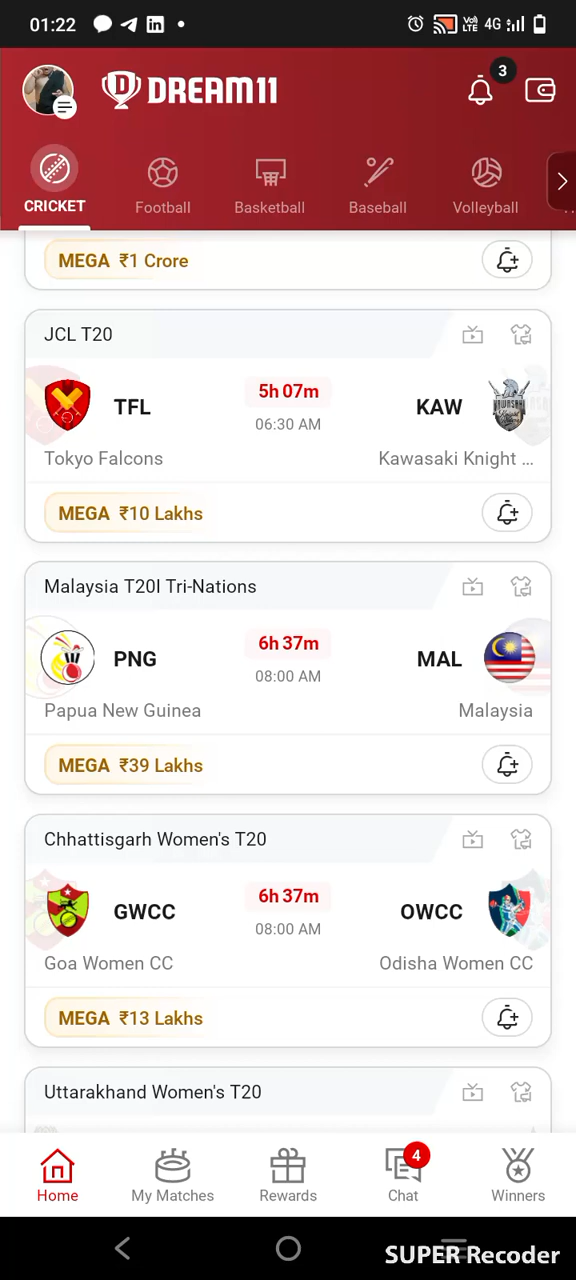 01:22
Vo) LTE 4G
DREAM11
3
CRICKET
Football
Basketball
Baseball
Volleyball
MEGA ₹1 Crore
JCL T20
TFL
5h 07m
06:30 AM
KAW
Tokyo Falcons
Kawasaki Knight ...
MEGA ₹10 Lakhs
Malaysia T20I Tri-Nations
PNG
6h 37m
08:00 AM
MAL
Papua New Guinea
Malaysia
MEGA ₹39 Lakhs
Chhattisgarh Women's T20
GWCC
6h 37m
08:00 AM
OWCC
Goa Women CC
Odisha Women CC
MEGA ₹13 Lakhs
Uttarakhand Women's T20
4
Home
My Matches
Rewards
Chat
Winners
SUPER Recoder